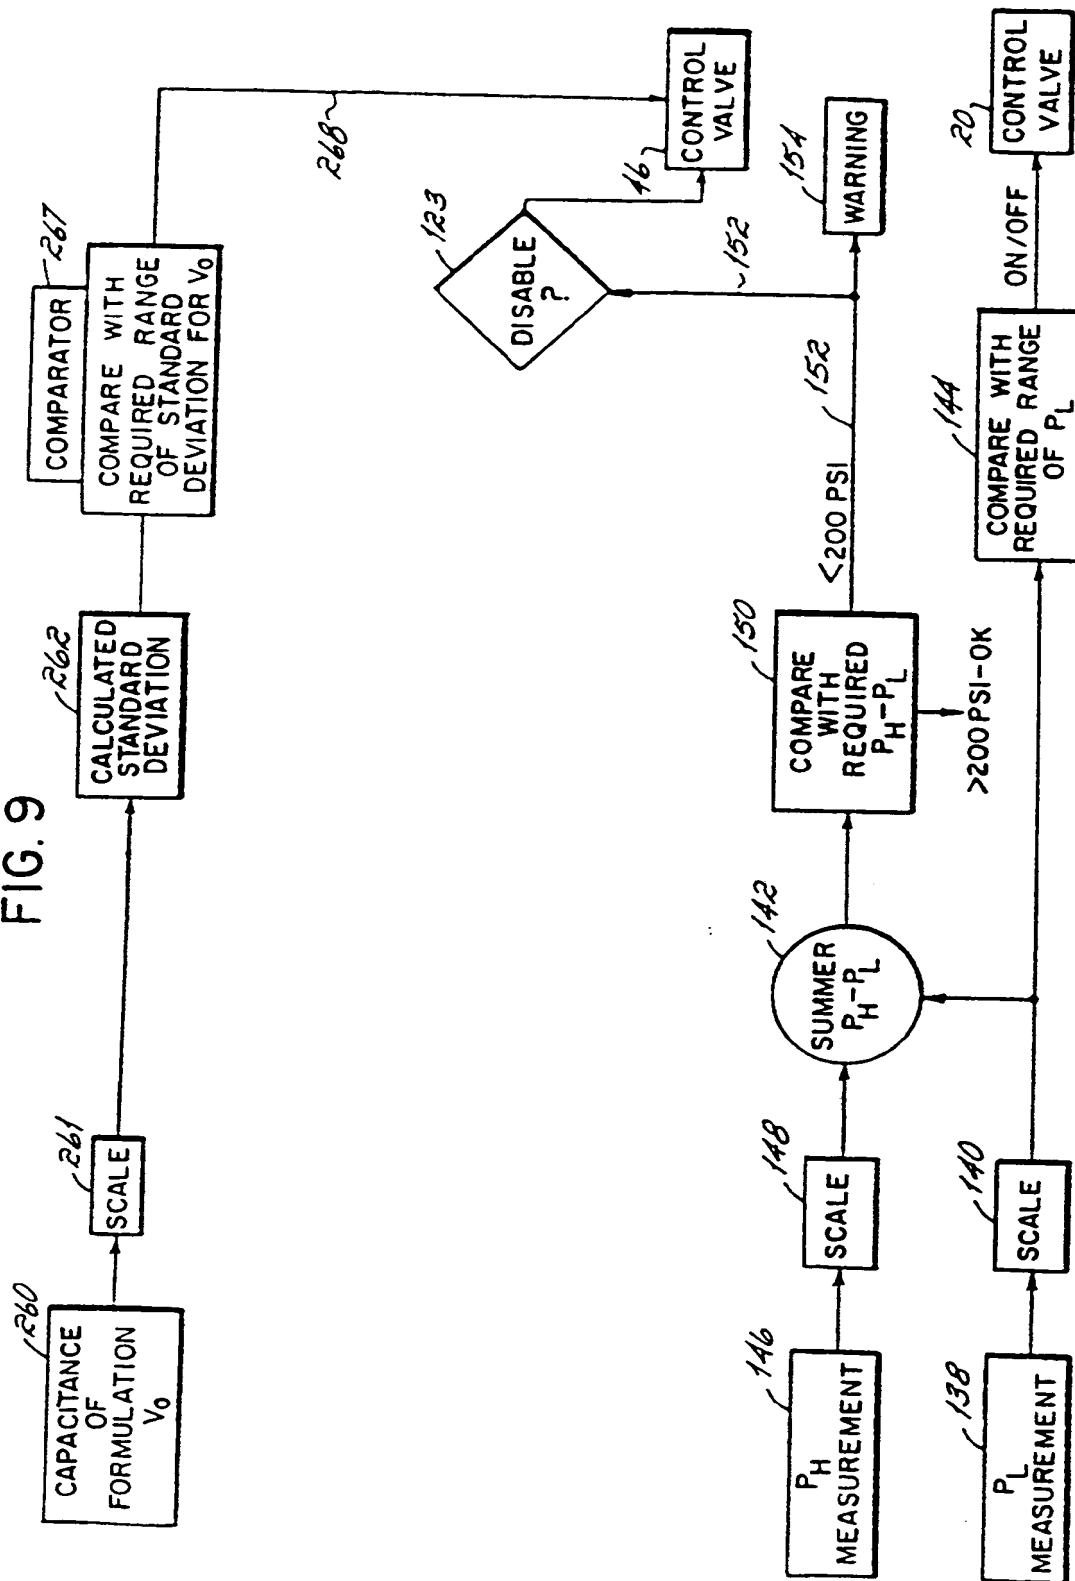 FIG. 9
260
CAPACITANCE
OF
FORMULATION
V0
261
SCALE
262
CALCULATED
STANDARD
DEVIATION
COMPARATOR
267
COMPARE WITH
REQUIRED RANGE
OF STANDARD
DEVIATION FOR V0
268
123
DISABLE
?
46
CONTROL
VALVE
146
PH
MEASUREMENT
148
SCALE
142
SUMMER
PH-PL
150
COMPARE
WITH
REQUIRED
PH-PL
>200PSI-OK
<200 PSI
152
152
154
WARNING
138
PL
MEASUREMENT
140
SCALE
144
COMPARE WITH
REQUIRED RANGE
OF PL
ON/OFF
20
CONTROL
VALVE